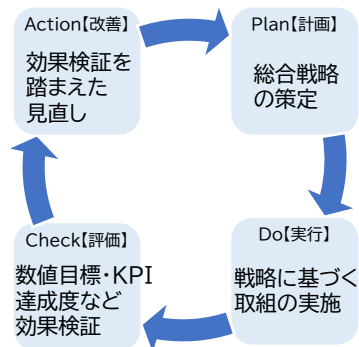 Action【改善】
効果検証を
踏まえた
見直し
Plan【計画】
総合戦略
の策定
Do【実行】
戦略に基づく
取組の実施
Check【評価】
数値目標・KPI
達成度など
効果検証